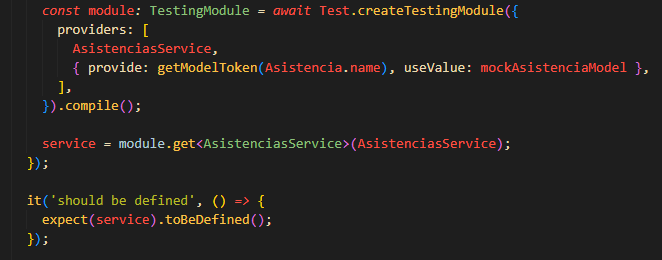 const module: TestingModule = await Test.createTestingModule({
providers: [
AsistenciasService,
{ provide: getModelToken(Asistencia.name), useValue: mockAsistenciaModel },
],
}).compile();
service = module.get<AsistenciasService>(AsistenciasService);
});
it('should be defined', () => {
expect(service).toBeDefined();
});